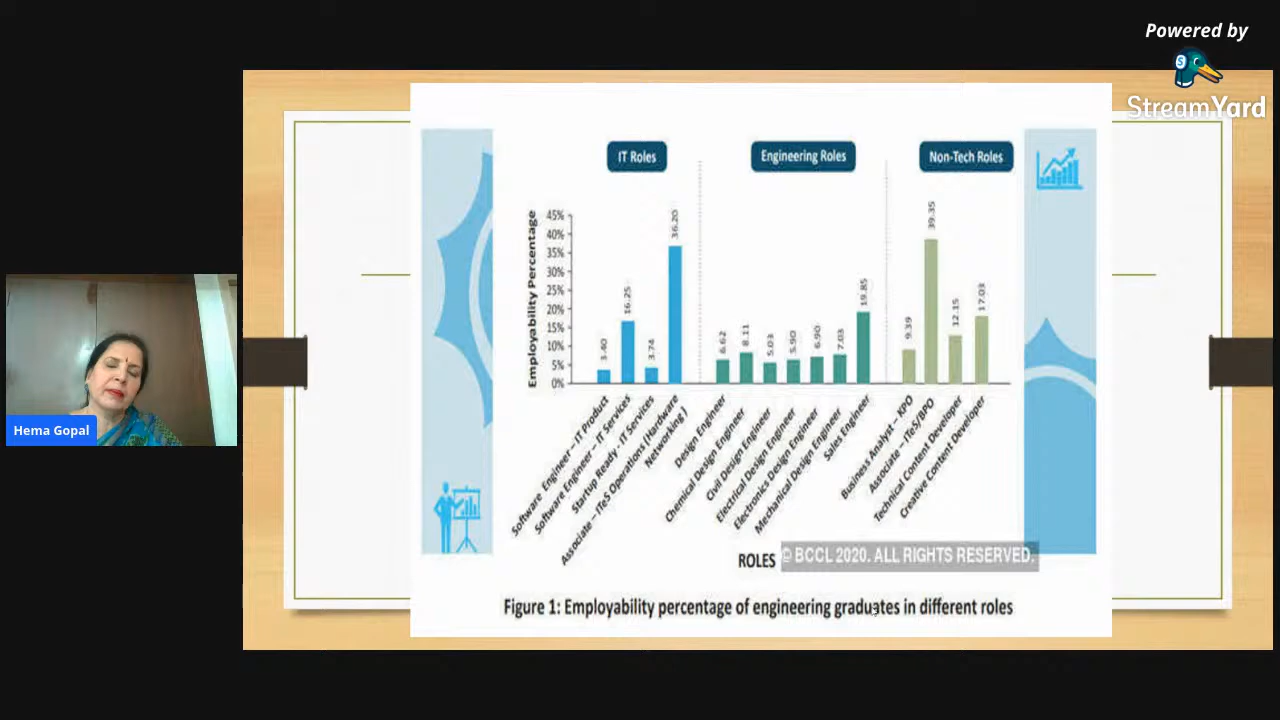 Powered by
StreamYard
IT Roles
Engineering Roles
Non-Tech Roles
Employability Percentage
45%
40%
35%
30%
25%
20%
15%
10%
5%
0%
3.40
16.25
3.74
36.20
6.62
8.11
5.03
5.90
6.90
7.03
19.85
9.39
39.35
12.15
17.03
Software Engineer – IT Product
Software Engineer – IT Services
Startup Ready - IT Services
Associate – ITeS Operations (Hardware
Networking )
Design Engineer
Chemical Design Engineer
Civil Design Engineer
Electrical Design Engineer
Electronics Design Engineer
Mechanical Design Engineer
Sales Engineer
Business Analyst – KPO
Associate – ITeS/BPO
Technical Content Developer
Creative Content Developer
ROLES
© BCCL 2020. ALL RIGHTS RESERVED.
Figure 1: Employability percentage of engineering graduates in different roles
Hema Gopal